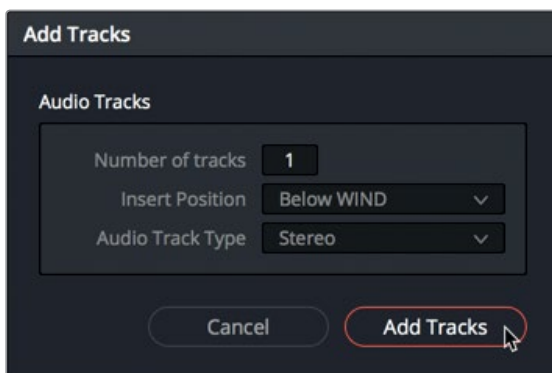 Add Tracks
Audio Tracks
Number of tracks 1
Insert Position Below WIND
Audio Track Type Stereo
Cancel Add Tracks